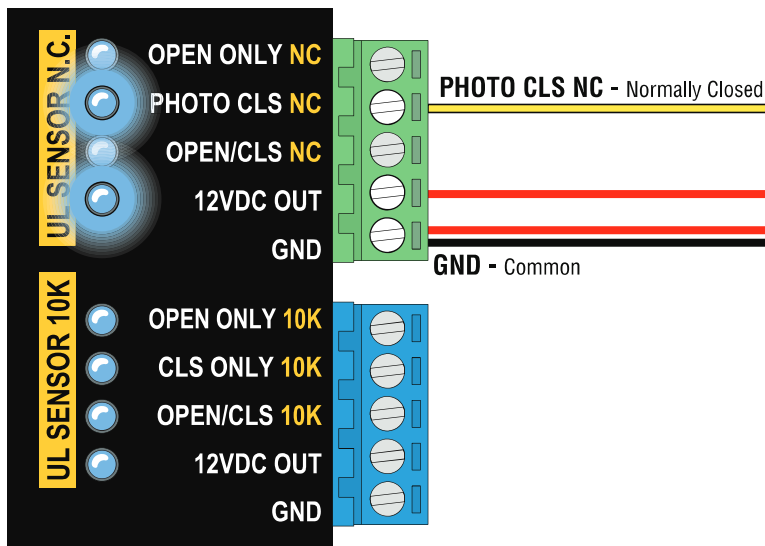 UL SENSOR N.C.
OPEN ONLY NC
PHOTO CLS NC
OPEN/CLS NC
12VDC OUT
GND
PHOTO CLS NC - Normally Closed
GND - Common
UL SENSOR 10K
OPEN ONLY 10K
CLS ONLY 10K
OPEN/CLS 10K
12VDC OUT
GND